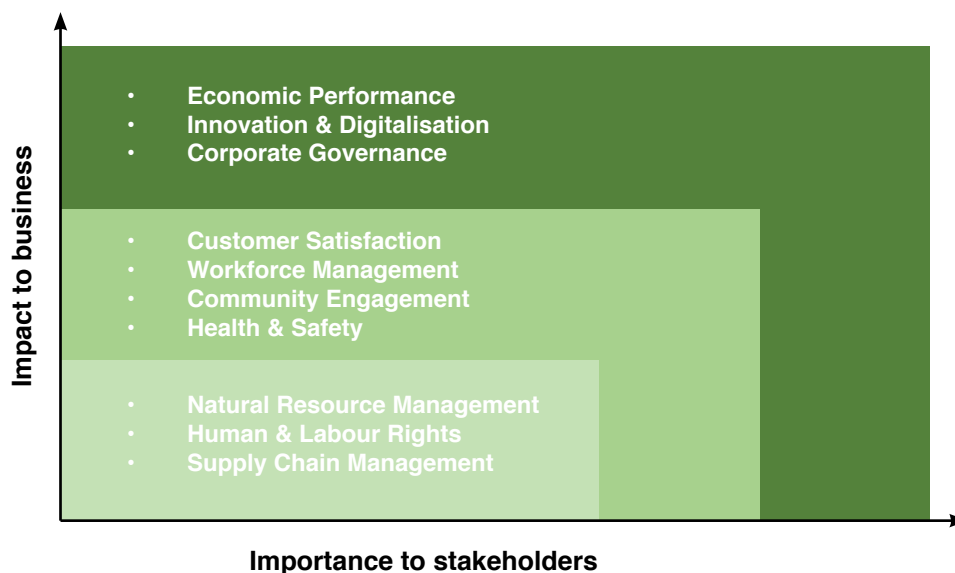 Impact to business
• Economic Performance
• Innovation & Digitalisation
• Corporate Governance
• Customer Satisfaction
• Workforce Management
• Community Engagement
• Health & Safety
• Natural Resource Management
• Human & Labour Rights
• Supply Chain Management
Importance to stakeholders